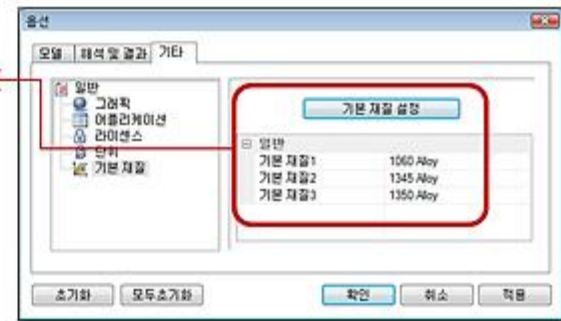 옵션
모델 해석 및 결과 기타
일반
그래픽
어플리케이션
라이센스
단위
기본 재질
기본 재질 설정
일반
기본 재질1 1060 Alloy
기본 재질2 1345 Alloy
기본 재질3 1350 Alloy
초기화 모두초기화 확인 취소 적용